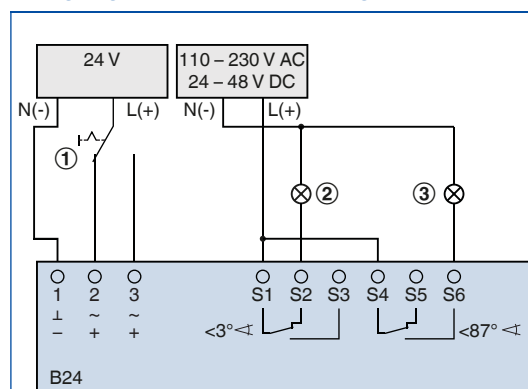 24 V
110 – 230 V AC
24 – 48 V DC
N(-) L(+) N(-) L(+)
① ② ③
1 2 3 S1 S2 S3 S4 S5 S6
⊥ ~ ~
– + +
<3° ∢ <87° ∢
B24